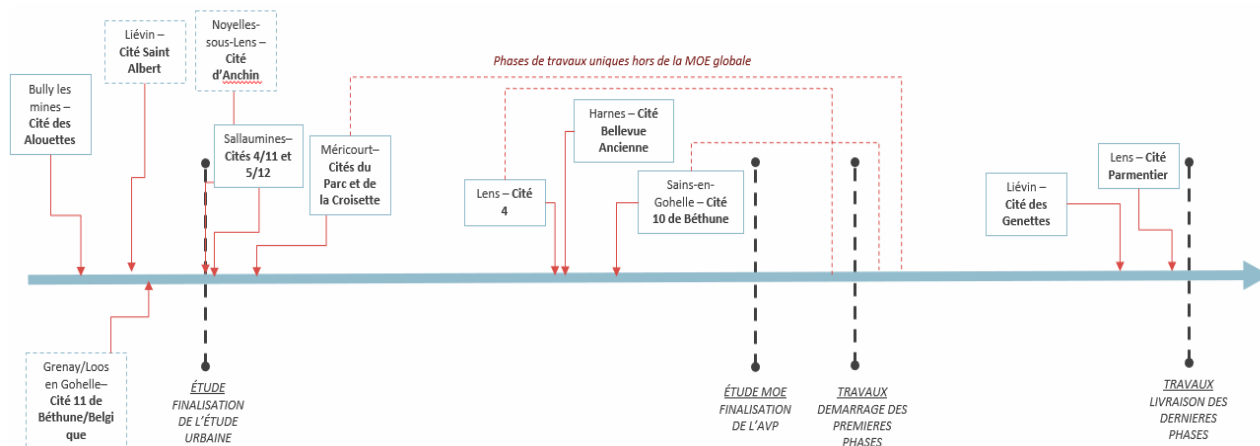 Liévin –
Cité Saint
Albert
Noyelles-
sous-Lens –
Cité
d'Anchin
Phases de travaux uniques hors de la MOE globale
Bully les
mines –
Cité des
Alouettes
Sallaumines–
Cités 4/11 et
5/12
Méricourt–
Cités du
Parc et de
la Croisette
Lens – Cité
4
Harnes – Cité
Bellevue
Ancienne
Sains-en-
Gohelle – Cité
10 de Béthune
Liévin –
Cité des
Genettes
Lens – Cité
Parmentier
Grenay/Loos
en Gohelle–
Cité 11 de
Béthune/Belgi
que
ÉTUDE
FINALISATION
DE L'ÉTUDE
URBAINE
ÉTUDE MOE
FINALISATION
DE L'AVP
TRAVAUX
DEMARRAGE DES
PREMIERES
PHASES
TRAVAUX
LIVRAISON DES
DERNIERES
PHASES